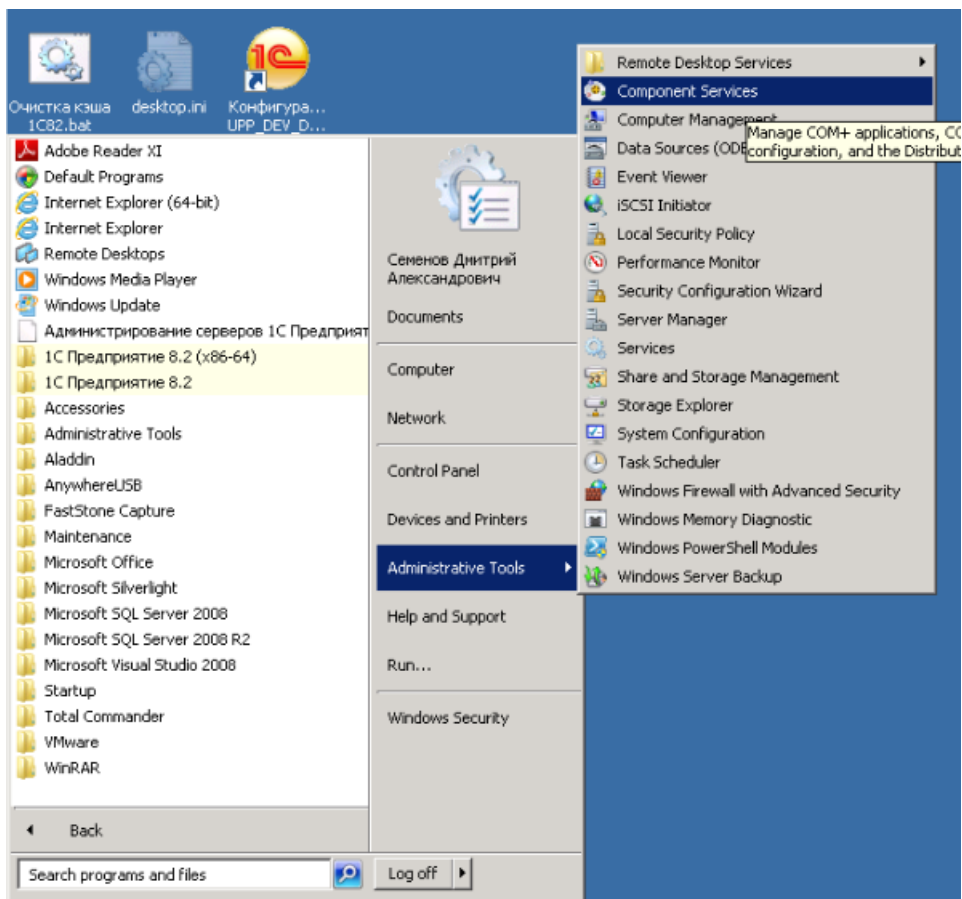 Очистка кэша
1C82.bat
desktop.ini
Конфигура...
UPP_DEV_D...
Adobe Reader XI
Default Programs
Internet Explorer (64-bit)
Internet Explorer
Remote Desktops
Windows Media Player
Windows Update
Администрирование серверов 1С Предприят
1С Предприятие 8.2 (x86-64)
1С Предприятие 8.2
Accessories
Administrative Tools
Aladdin
AnywhereUSB
FastStone Capture
Maintenance
Microsoft Office
Microsoft Silverlight
Microsoft SQL Server 2008
Microsoft SQL Server 2008 R2
Microsoft Visual Studio 2008
Startup
Total Commander
VMware
WinRAR
Back
Search programs and files
Семенов Дмитрий
Александрович
Documents
Computer
Network
Control Panel
Devices and Printers
Administrative Tools
Help and Support
Run...
Windows Security
Log off
Remote Desktop Services
Component Services
Computer Management
Manage COM+ applications, CO
configuration, and the Distribut
Data Sources (ODB
Event Viewer
iSCSI Initiator
Local Security Policy
Performance Monitor
Security Configuration Wizard
Server Manager
Services
Share and Storage Management
Storage Explorer
System Configuration
Task Scheduler
Windows Firewall with Advanced Security
Windows Memory Diagnostic
Windows PowerShell Modules
Windows Server Backup